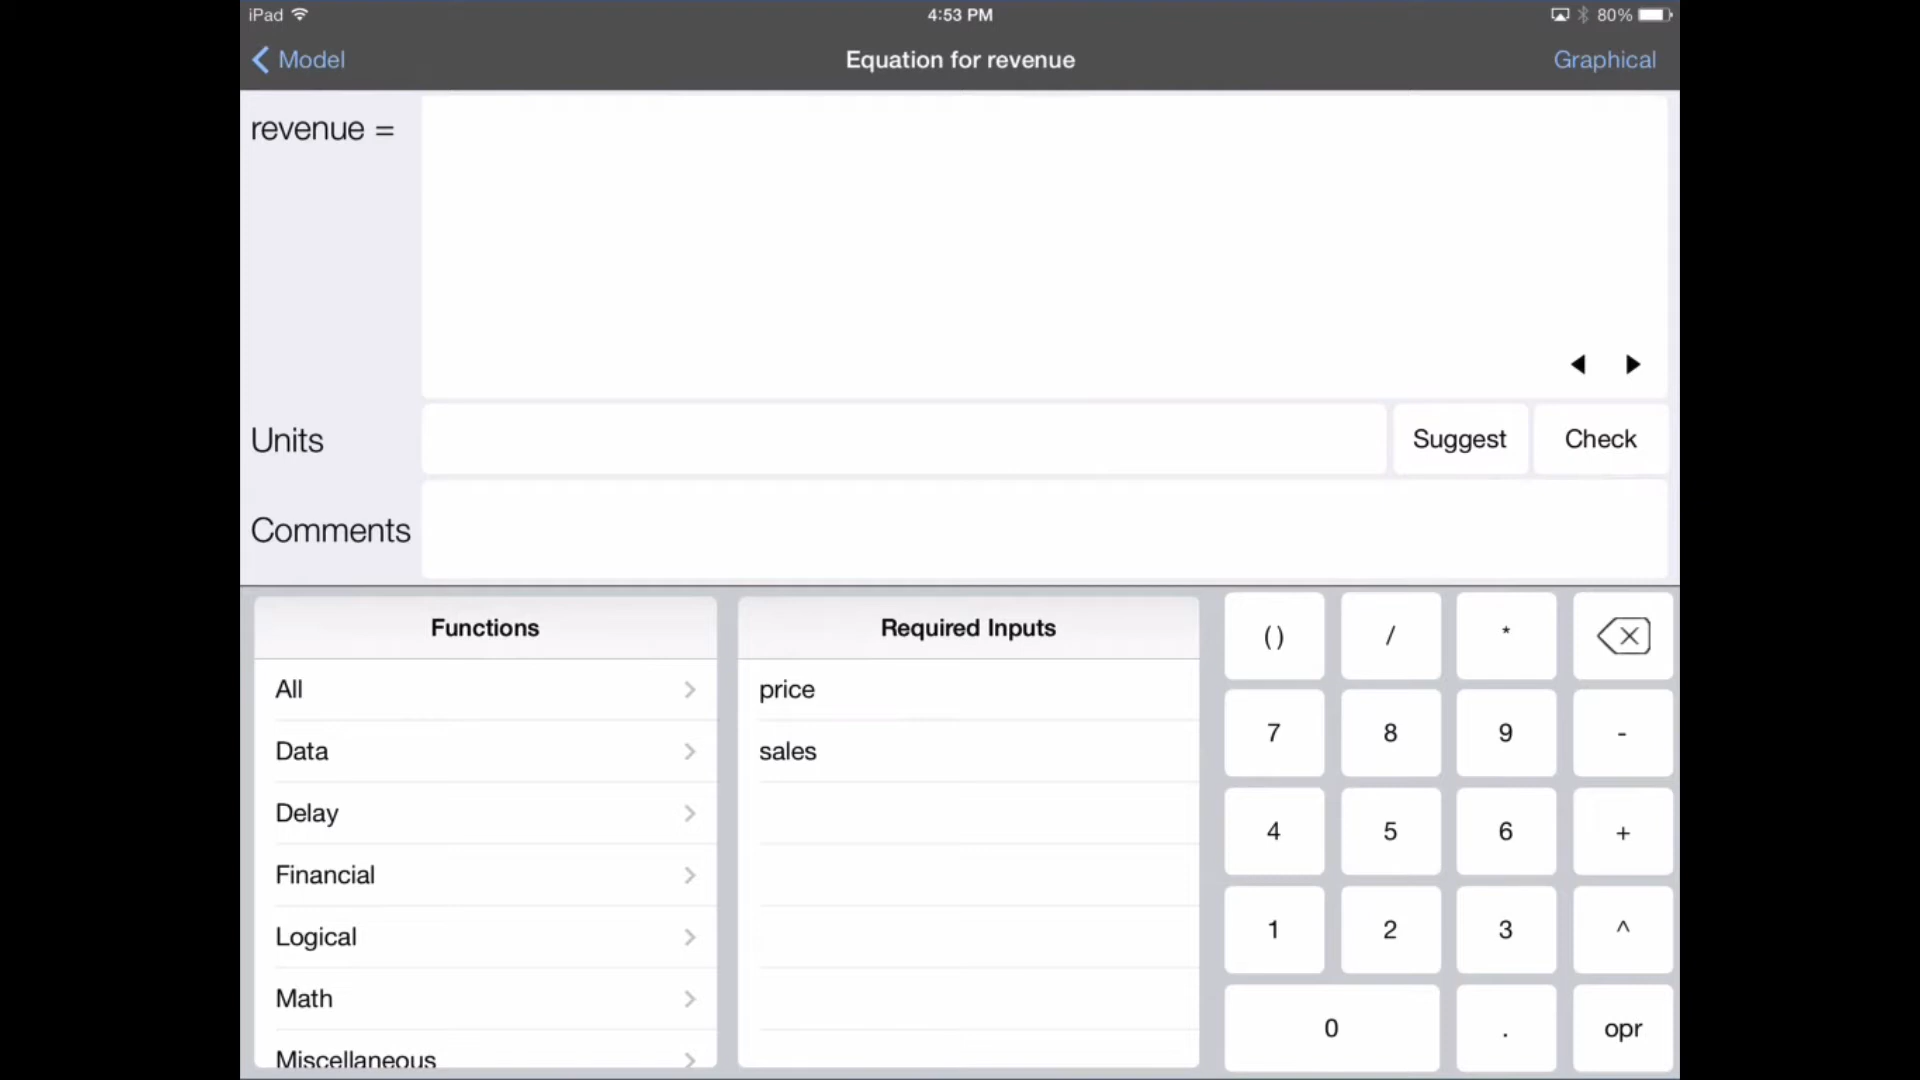 iPad 4:53 PM 80%
Model Equation for revenue Graphical
revenue =
Units Suggest Check
Comments
Functions
All
Data
Delay
Financial
Logical
Math
Miscellaneous
Required Inputs
price
sales
( ) / *
7 8 9 -
4 5 6 +
1 2 3 ^
0 . opr